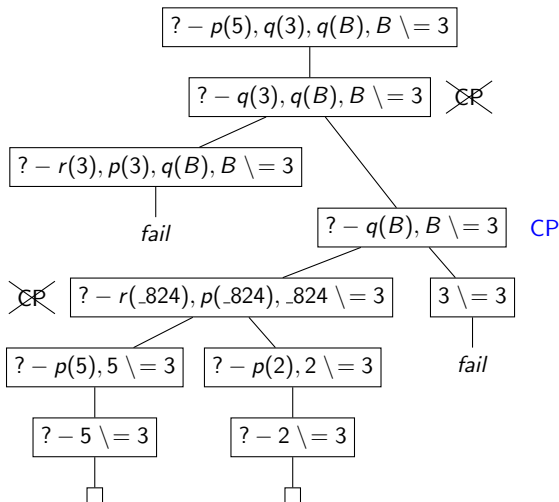 ? − p(5), q(3), q(B), B \= 3
? − q(3), q(B), B \= 3 CP
? − r(3), p(3), q(B), B \= 3
fail
? − q(B), B \= 3 CP
CP ? − r(_824), p(_824), _824 \= 3 3 \= 3
? − p(5), 5 \= 3 ? − p(2), 2 \= 3 fail
? − 5 \= 3 ? − 2 \= 3